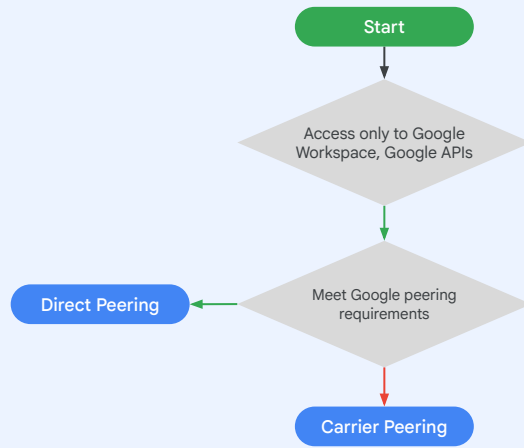 Start
Access only to Google
Workspace, Google APIs
Meet Google peering
requirements
Direct Peering
Carrier Peering